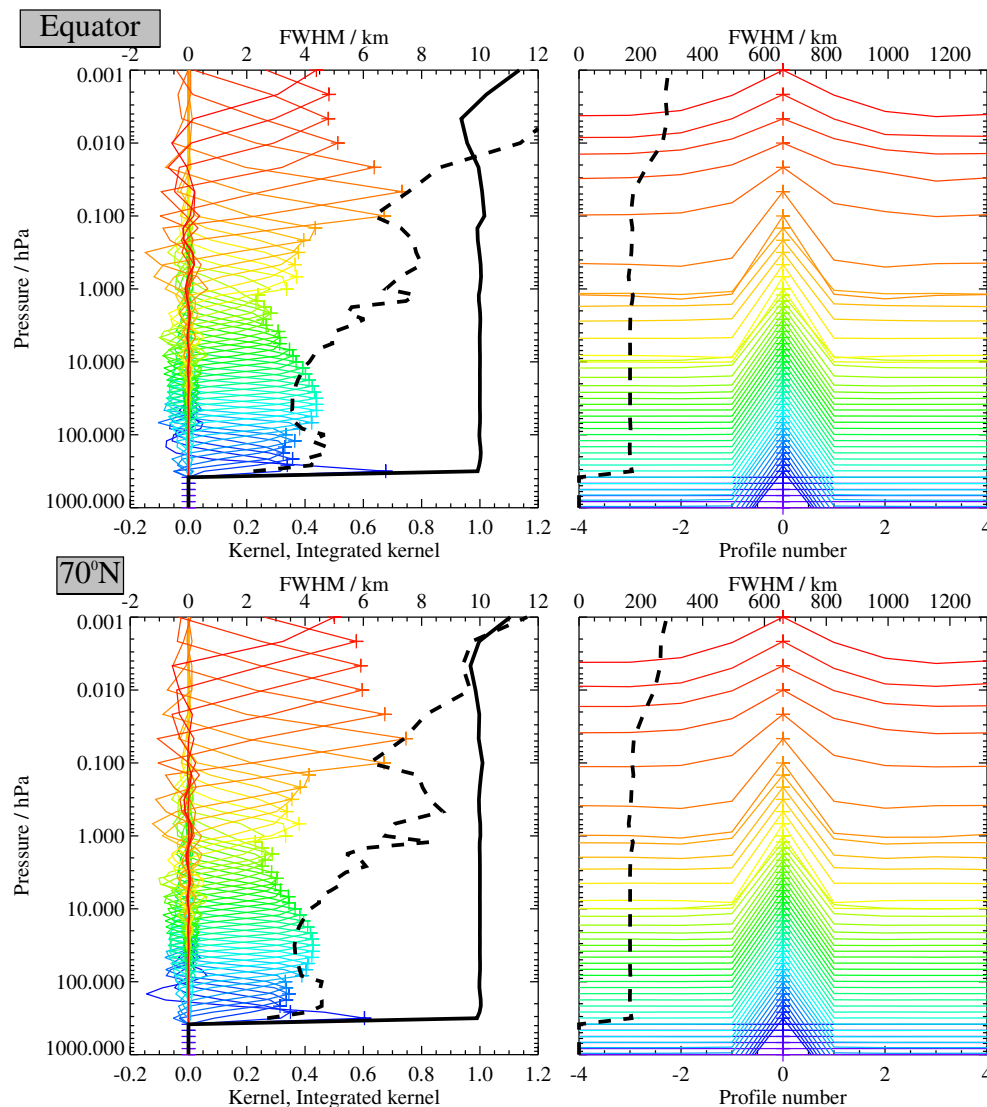 Equator
FWHM / km
FWHM / km
-2 0 2 4 6 8 10 12
0 200 400 600 800 1000 1200
0.001
0.010
0.100
1.000
10.000
100.000
1000.000
Pressure / hPa
-0.2 0.0 0.2 0.4 0.6 0.8 1.0 1.2
-4 -2 0 2 4
Kernel, Integrated kernel
Profile number
70⁰N
FWHM / km
FWHM / km
-2 0 2 4 6 8 10 12
0 200 400 600 800 1000 1200
0.001
0.010
0.100
1.000
10.000
100.000
1000.000
Pressure / hPa
-0.2 0.0 0.2 0.4 0.6 0.8 1.0 1.2
-4 -2 0 2 4
Kernel, Integrated kernel
Profile number